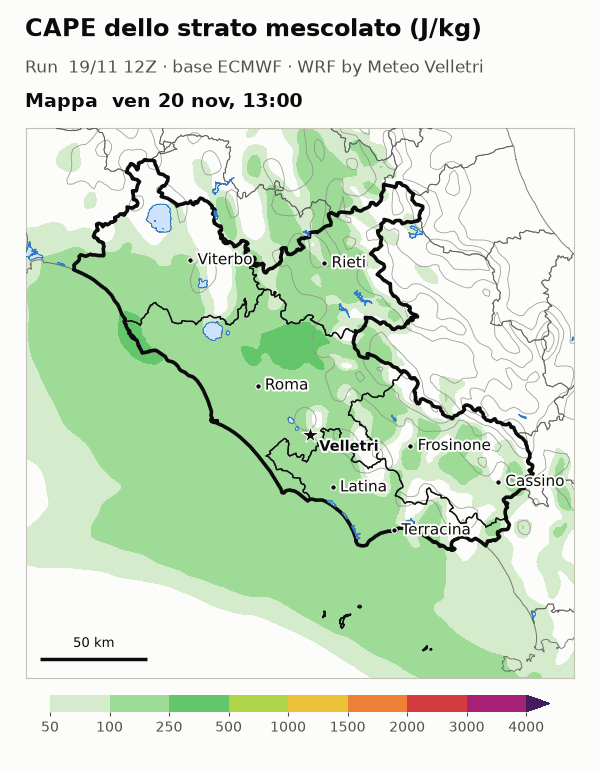 CAPE dello strato mescolato (J/kg)
Run  19/11 12Z · base ECMWF · WRF by Meteo Velletri
Mappa  ven 20 nov, 13:00
Viterbo
Rieti
Roma
Velletri
Frosinone
Cassino
Latina
Terracina
50 km
50 100 250 500 1000 1500 2000 3000 4000